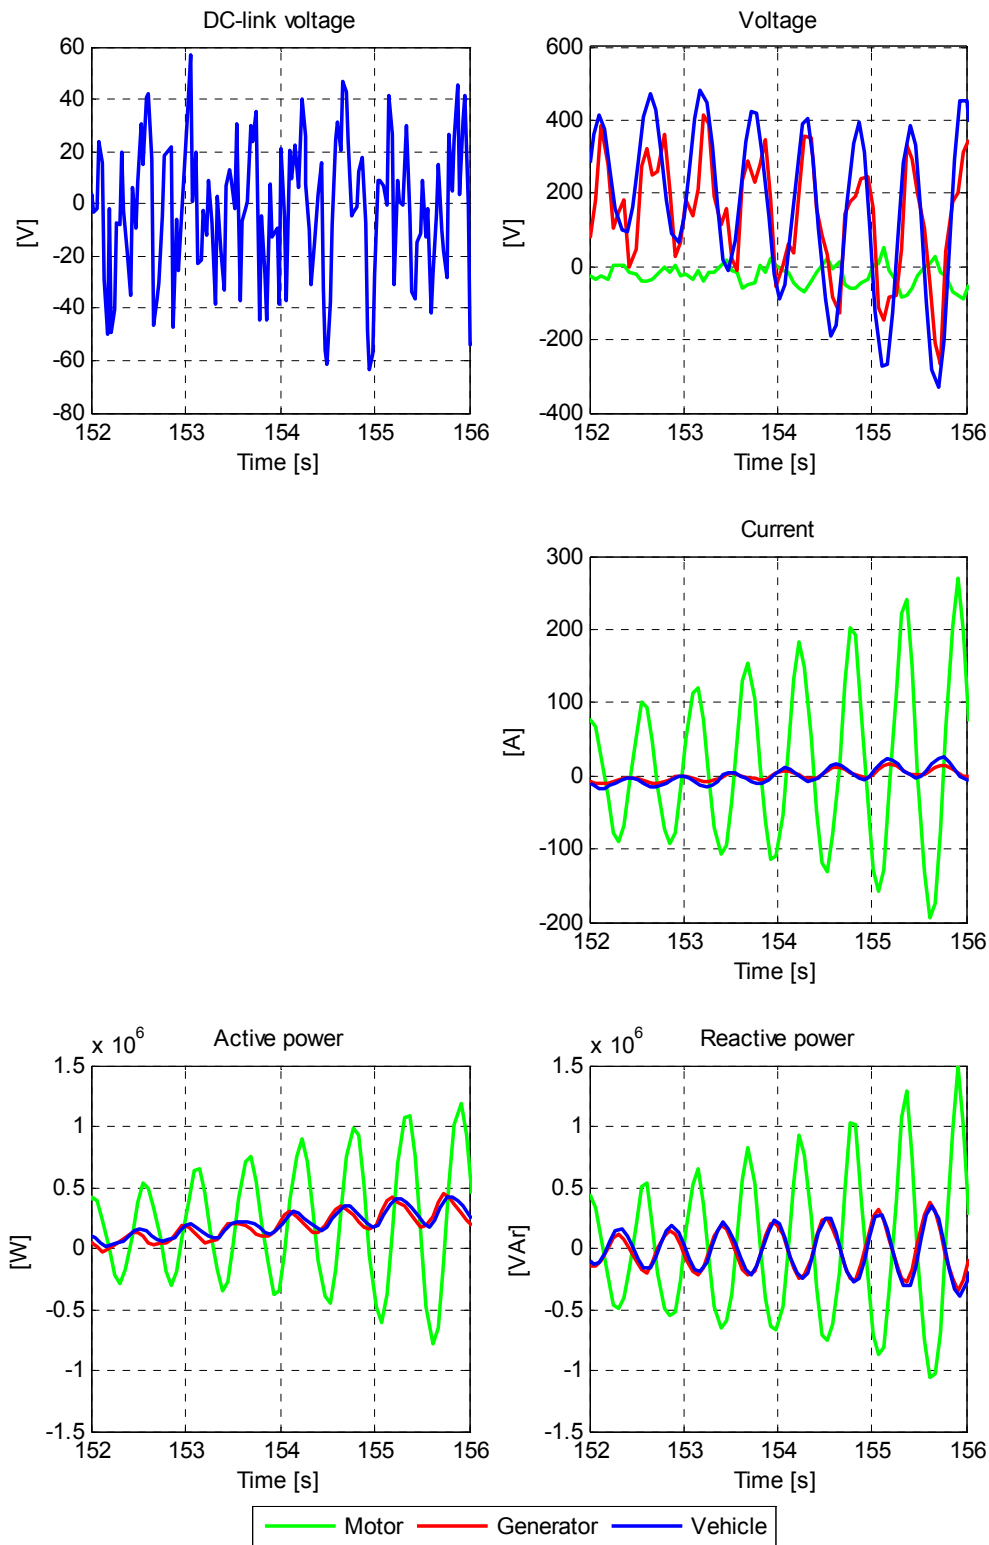 DC-link voltage
60
40
20
0
-20
-40
-60
-80
[V]
152 153 154 155 156
Time [s]
Voltage
600
400
200
0
-200
-400
[V]
152 153 154 155 156
Time [s]
Current
300
200
100
0
-100
-200
[A]
152 153 154 155 156
Time [s]
x 10^6
Active power
1.5
1
0.5
0
-0.5
-1
-1.5
[W]
152 153 154 155 156
Time [s]
x 10^6
Reactive power
1.5
1
0.5
0
-0.5
-1
-1.5
[VAr]
152 153 154 155 156
Time [s]
Motor Generator Vehicle